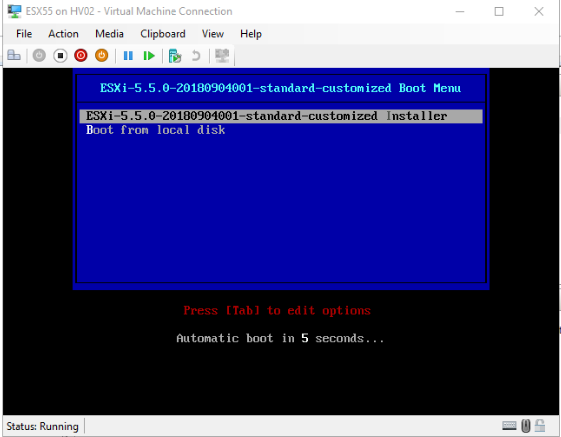 ESX55 on HV02 - Virtual Machine Connection
File Action Media Clipboard View Help
ESXi-5.5.0-20180904001-standard-customized Boot Menu
ESXi-5.5.0-20180904001-standard-customized Installer
Boot from local disk
Press [Tab] to edit options
Automatic boot in 5 seconds...
Status: Running